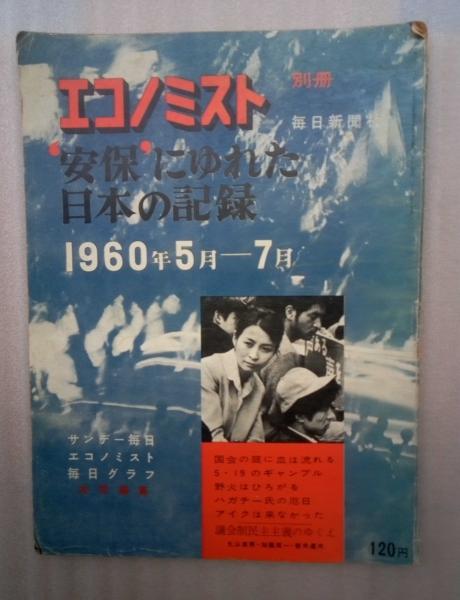 エコノミスト
別冊
毎日新聞社
“安保”にゆれた
日本の記録
1960年5月—7月
サンデー毎日
エコノミスト
毎日グラフ
国会の庭に血は流れる
5・19のギャンブル
野火はひろがる
ハガチー氏の厄日
アイクは来なかった
議会制民主主義のゆくえ
120円